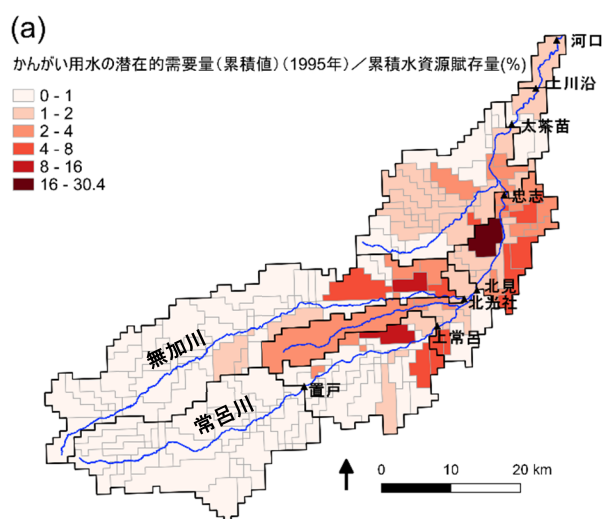 (a)
かんがい用水の潜在的需要量(累積値)(1995年)／累積水資源賦存量(%)
0 - 1
1 - 2
2 - 4
4 - 8
8 - 16
16 - 30.4
河口
上川沿
太茶苗
忠志
北見
北光社
上常呂
無加川
置戸
常呂川
0 10 20 km